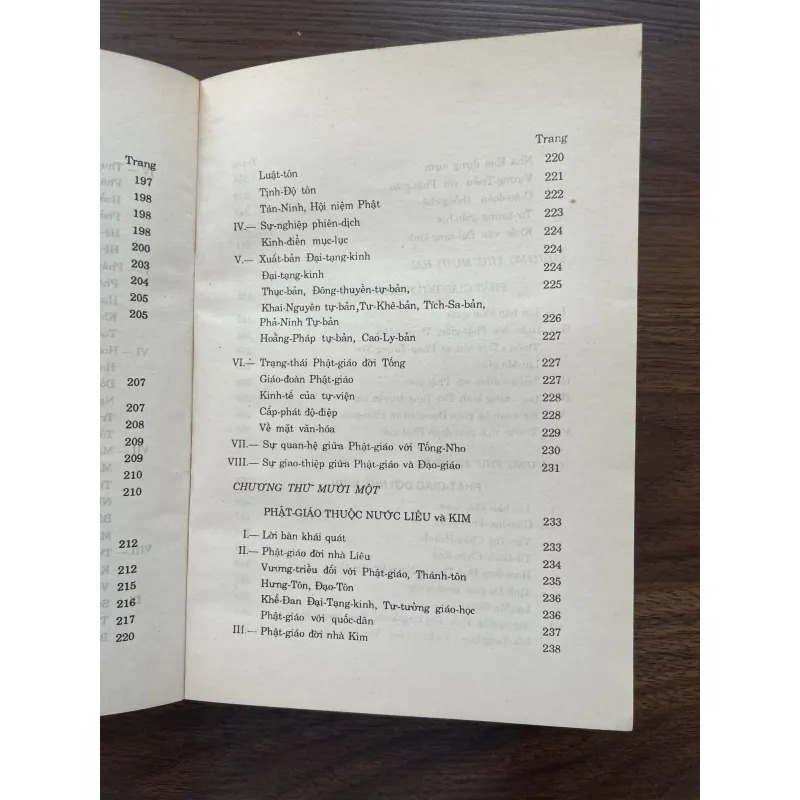 Trang
197
198
198
198
200
203
204
205
205
207
207
208
209
209
210
210
212
212
215
216
217
220
Trang
Luật-tôn 220
Tịnh-Độ tôn 221
Tán-Ninh, Hội niệm Phật 222
IV.— Sự-nghiệp phiên-dịch 223
Kinh-điển mục-lục 224
V.— Xuất-bản Đại-tạng-kinh 224
Đại-tạng-kinh 224
Thục-bản, Đông-thuyền-tự-bản, 225
Khai-Nguyên tự-bản,Tư-Khê-bản, Tích-Sa-bản,
Phả-Ninh Tự-bản 226
Hoằng-Pháp tự-bản, Cao-Ly-bản 227
VI.— Trạng-thái Phật-giáo đời Tống 227
Giáo-đoàn Phật-giáo 227
Kinh-tế của tự-viện 228
Cấp-phát độ-điệp 228
Về mặt văn-hóa 229
VII.— Sự quan-hệ giữa Phật-giáo với Tống-Nho 230
VIII.— Sự giao-thiệp giữa Phật-giáo và Đạo-giáo 231
CHƯƠNG THỨ MƯỜI MỘT
PHẬT-GIÁO THUỘC NƯỚC LIÊU và KIM 233
I.— Lời bàn khái quát 233
II.— Phật-giáo đời nhà Liêu 234
Vương-triều đối với Phật-giáo, Thánh-tôn 235
Hưng-Tôn, Đạo-Tôn 236
Khế-Đan Đại-Tạng-kinh, Tư-tưởng giáo-học 236
Phật-giáo với quốc-dân 237
III.— Phật-giáo đời nhà Kim 238